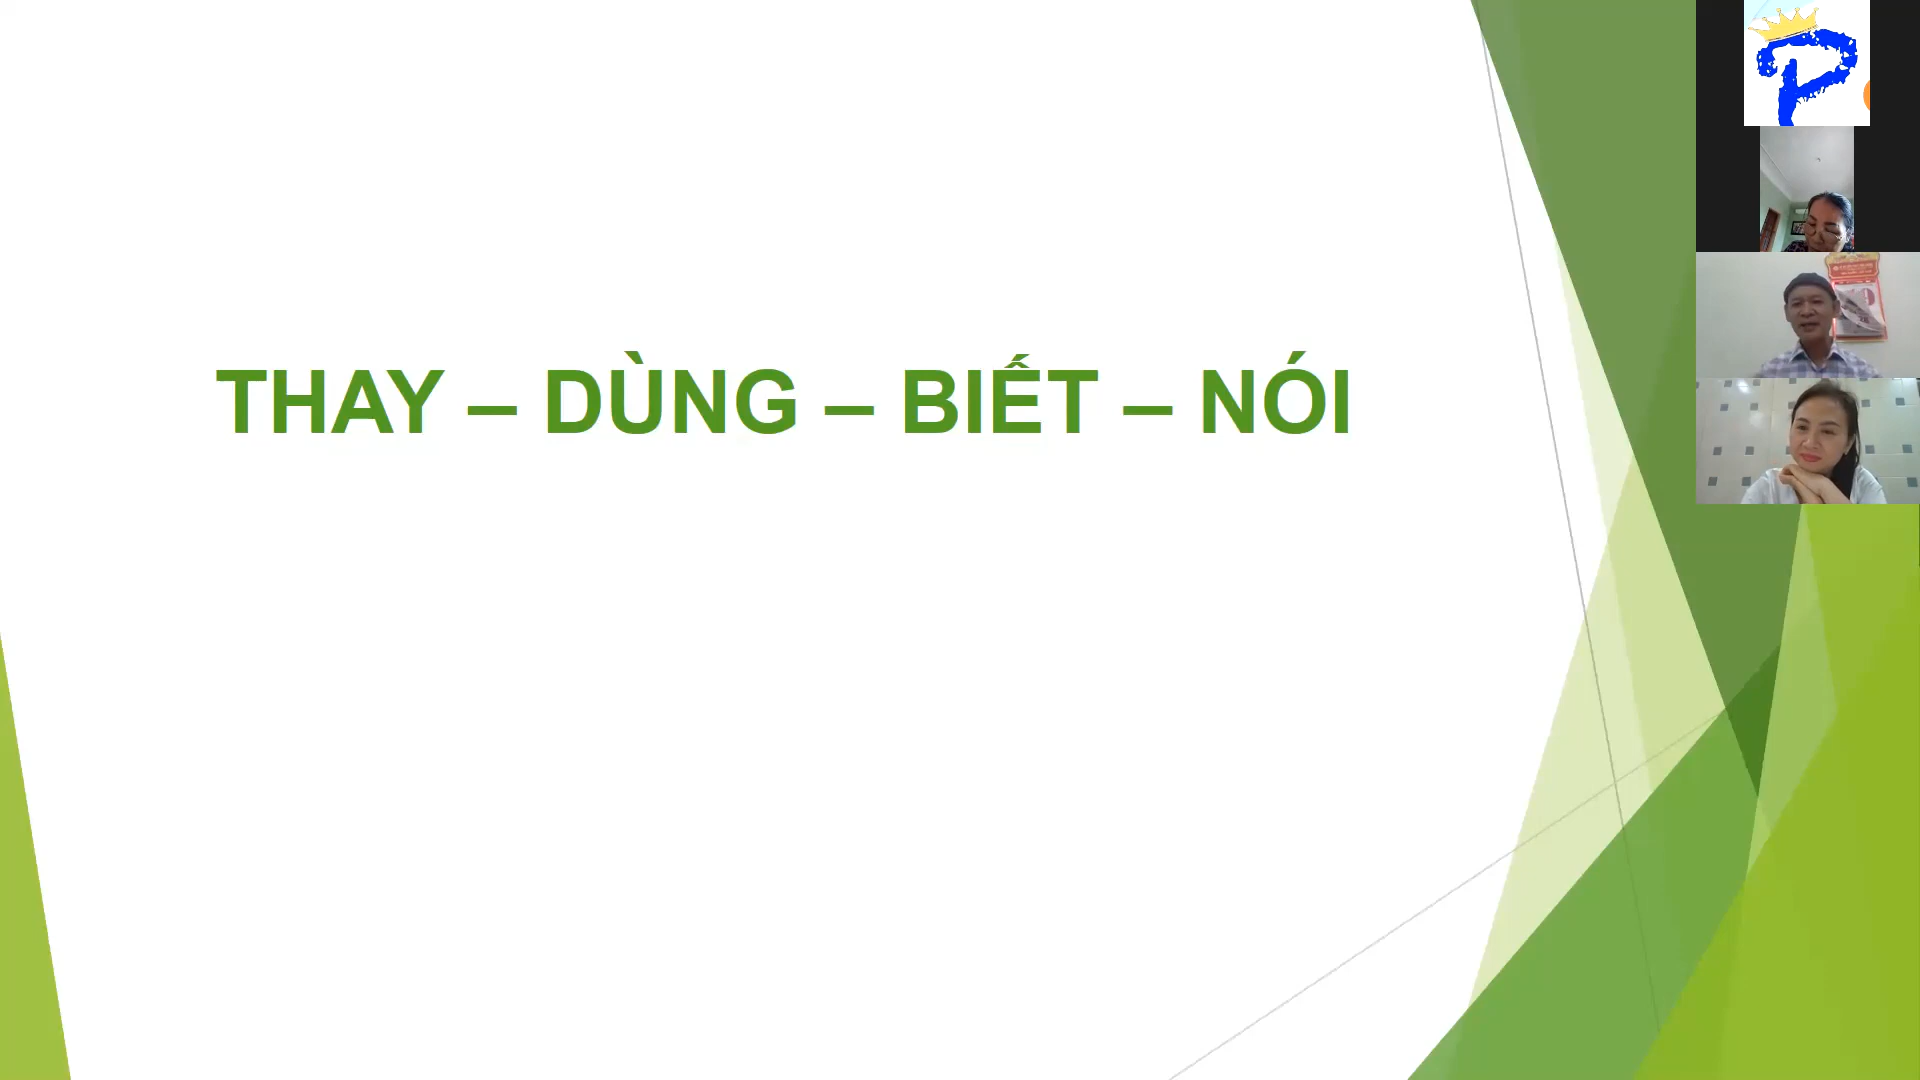 THAY – DÙNG – BIẾT – NÓI
P